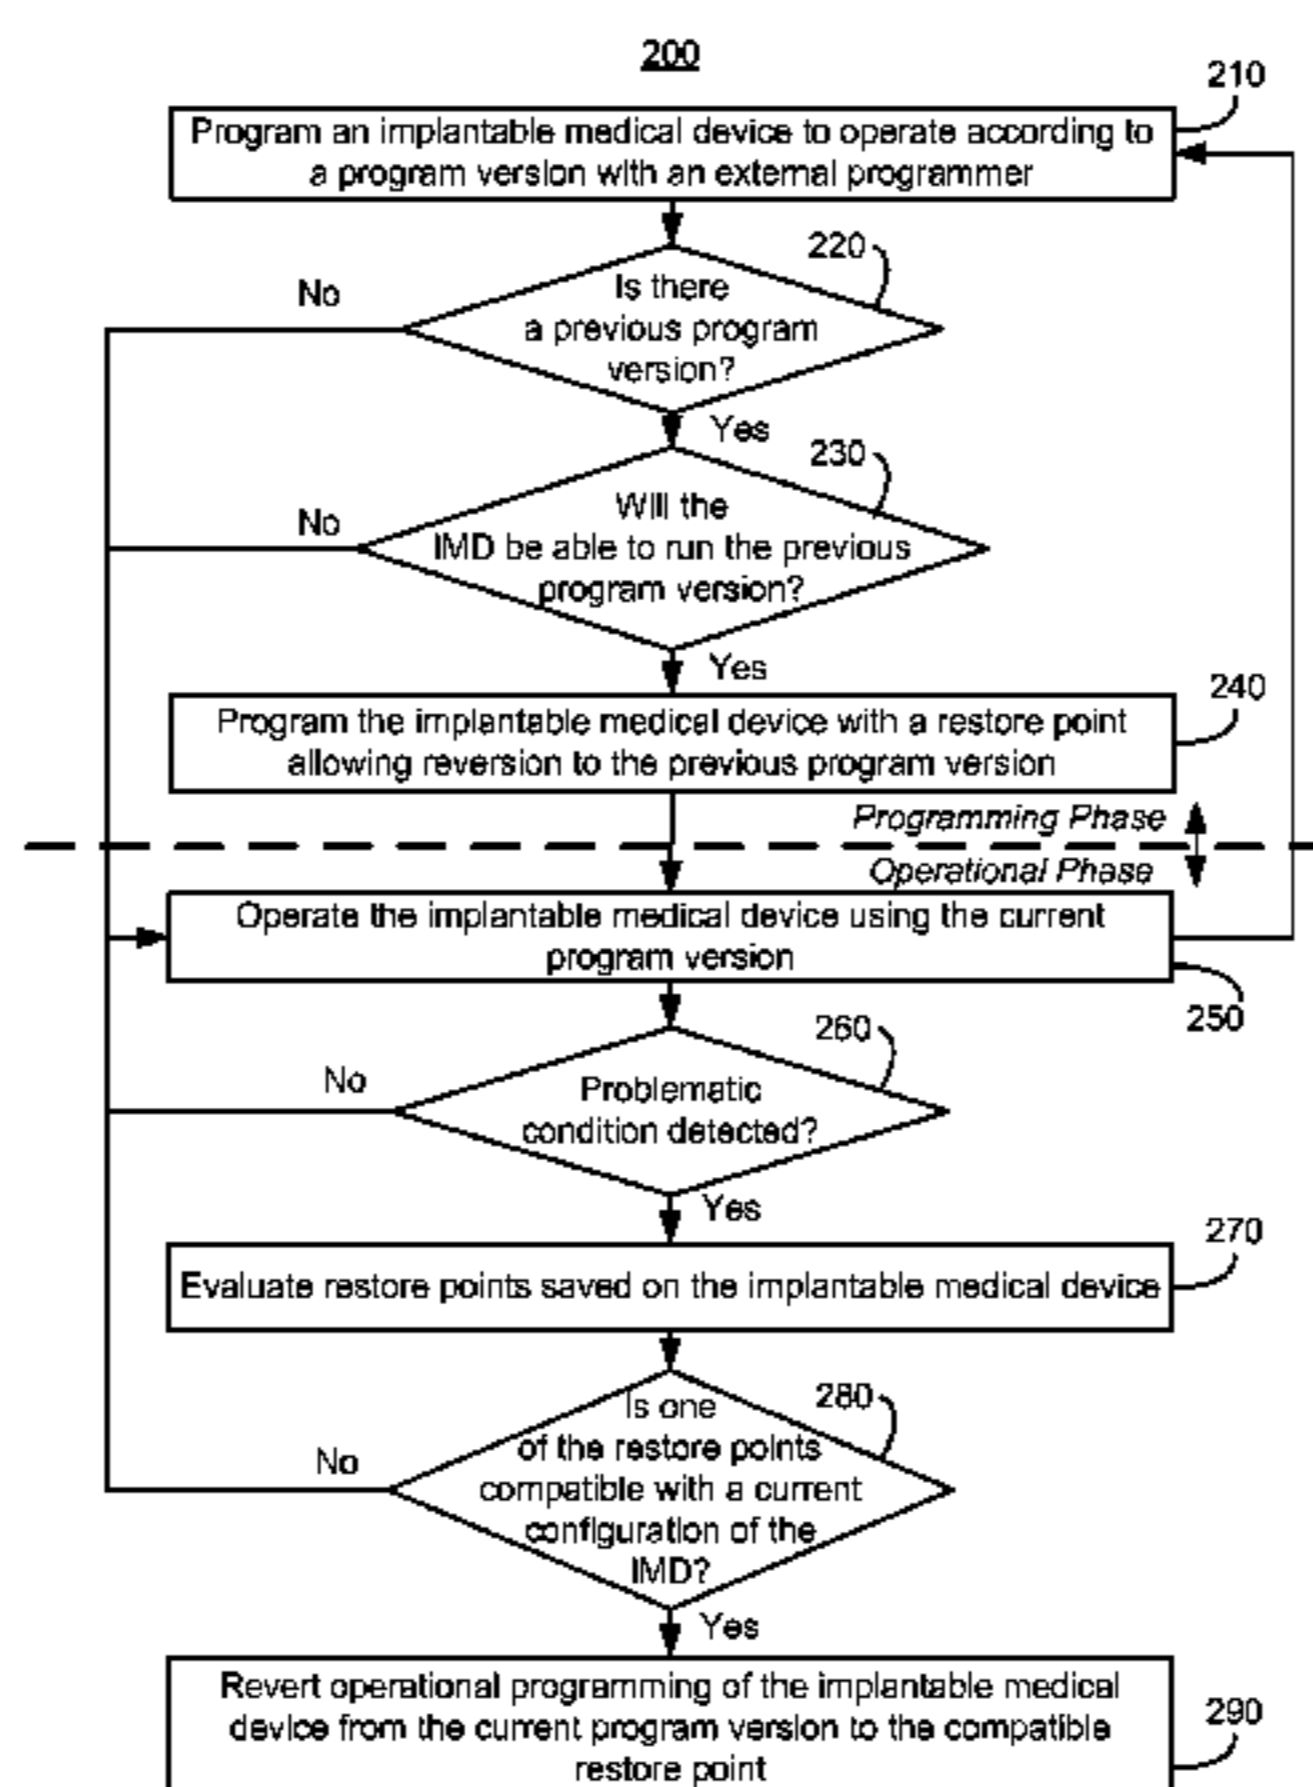 200
210
Program an implantable medical device to operate according to
a program version with an external programmer
220
Is there
a previous program
version?
No
Yes
230
Will the
IMD be able to run the previous
program version?
No
Yes
240
Program the implantable medical device with a restore point
allowing reversion to the previous program version
Programming Phase
Operational Phase
Operate the implantable medical device using the current
program version
250
260
Problematic
condition detected?
No
Yes
270
Evaluate restore points saved on the implantable medical device
280
Is one
of the restore points
compatible with a current
configuration of the
IMD?
No
Yes
Revert operational programming of the implantable medical
device from the current program version to the compatible
restore point
290